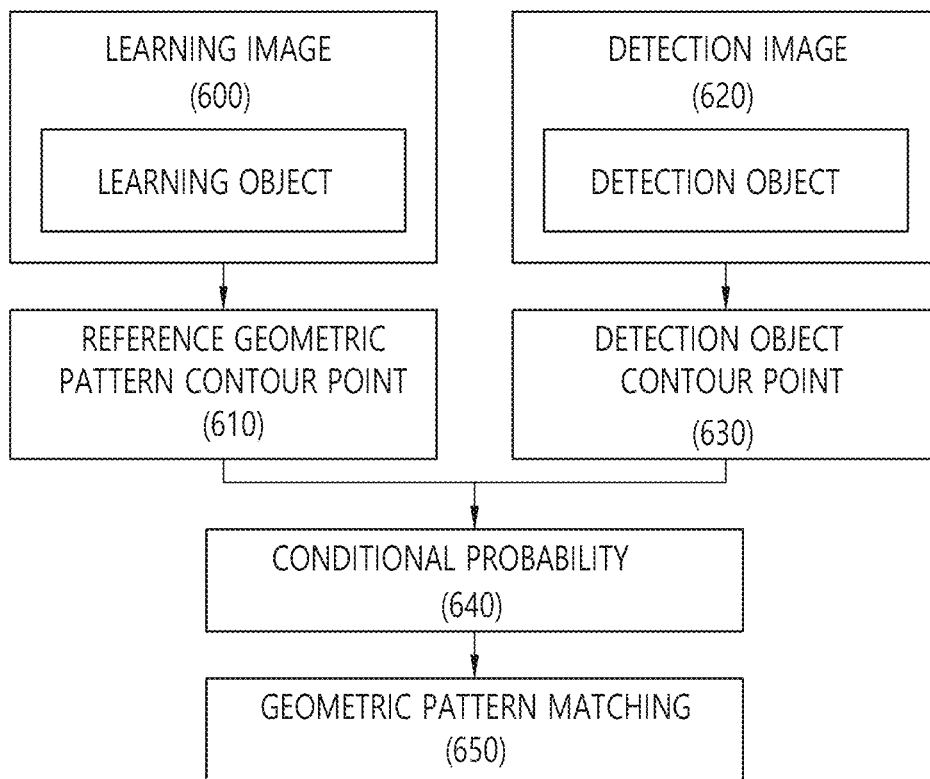 LEARNING IMAGE
(600)
LEARNING OBJECT
DETECTION IMAGE
(620)
DETECTION OBJECT
REFERENCE GEOMETRIC
PATTERN CONTOUR POINT
(610)
DETECTION OBJECT
CONTOUR POINT
(630)
CONDITIONAL PROBABILITY
(640)
GEOMETRIC PATTERN MATCHING
(650)